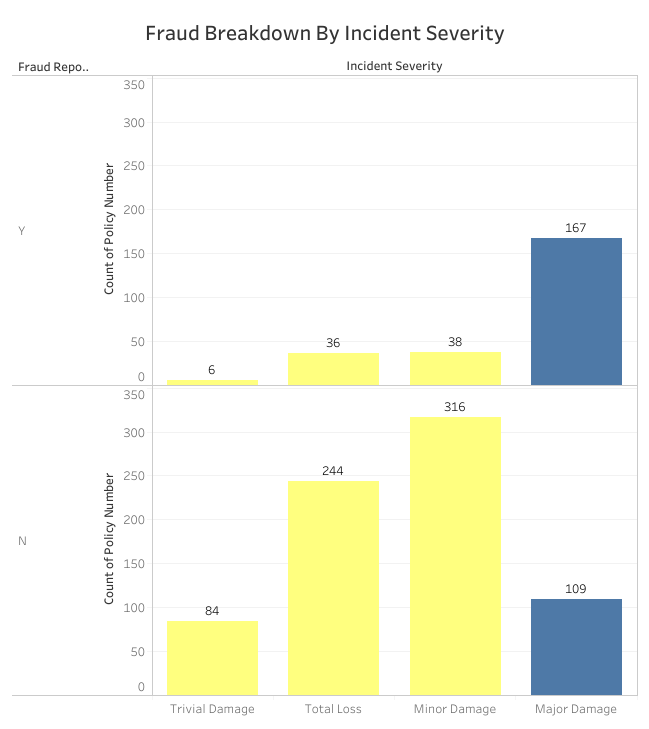 Fraud Breakdown By Incident Severity
Fraud Repo..
Incident Severity
Y
Count of Policy Number
350
300
250
200
150
100
50
0
6
36
38
167
N
Count of Policy Number
350
300
250
200
150
100
50
0
84
244
316
109
Trivial Damage
Total Loss
Minor Damage
Major Damage